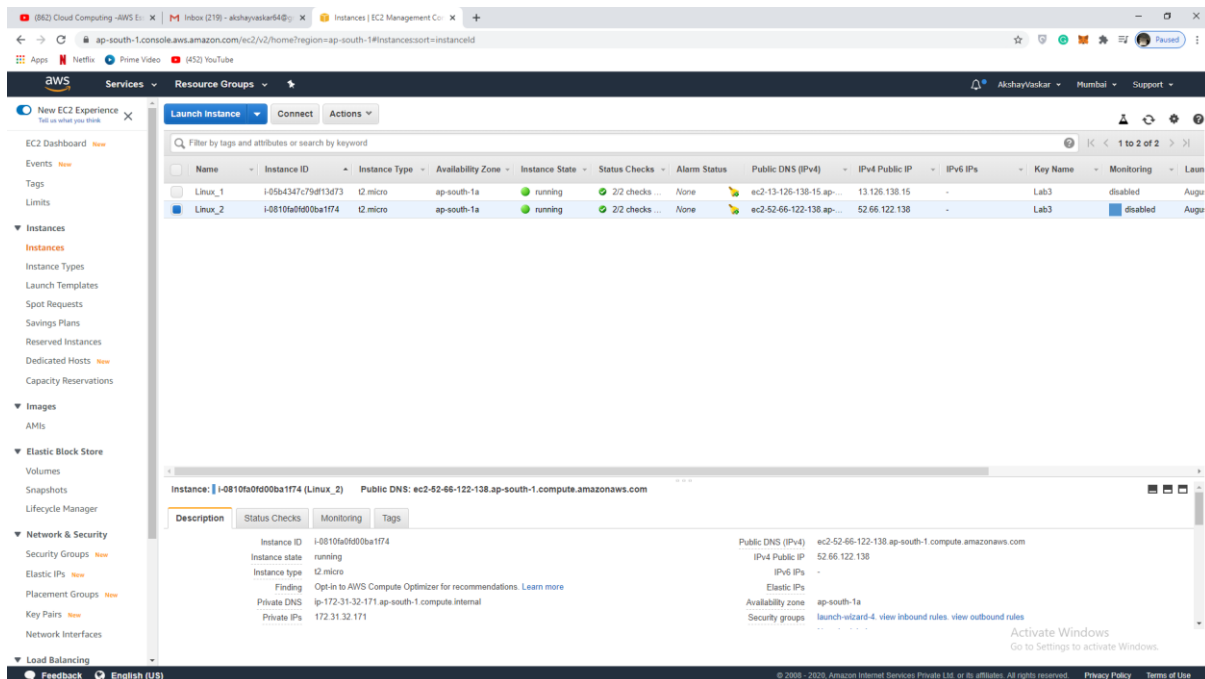 (862) Cloud Computing -AWS Es
Inbox (219) - akshayvaskar64@g
Instances | EC2 Management Con
ap-south-1.console.aws.amazon.com/ec2/v2/home?region=ap-south-1#Instances:sort=instanceId
Paused
Apps Netflix Prime Video (452) YouTube
aws Services Resource Groups AkshayVaskar Mumbai Support
New EC2 Experience
Tell us what you think
EC2 Dashboard New
Events New
Tags
Limits
Instances
Instances
Instance Types
Launch Templates
Spot Requests
Savings Plans
Reserved Instances
Dedicated Hosts New
Capacity Reservations
Images
AMIs
Elastic Block Store
Volumes
Snapshots
Lifecycle Manager
Network & Security
Security Groups New
Elastic IPs New
Placement Groups New
Key Pairs New
Network Interfaces
Load Balancing
Launch Instance Connect Actions
Filter by tags and attributes or search by keyword 1 to 2 of 2
Name Instance ID Instance Type Availability Zone Instance State Status Checks Alarm Status Public DNS (IPv4) IPv4 Public IP IPv6 IPs Key Name Monitoring Laun
Linux_1 i-05b4347c79df13d73 t2.micro ap-south-1a running 2/2 checks ... None ec2-13-126-138-15.ap-... 13.126.138.15 - Lab3 disabled Augu
Linux_2 i-0810fa0fd00ba1f74 t2.micro ap-south-1a running 2/2 checks ... None ec2-52-66-122-138.ap-... 52.66.122.138 - Lab3 disabled Augu
Instance: i-0810fa0fd00ba1f74 (Linux_2) Public DNS: ec2-52-66-122-138.ap-south-1.compute.amazonaws.com
Description Status Checks Monitoring Tags
Instance ID i-0810fa0fd00ba1f74 Public DNS (IPv4) ec2-52-66-122-138.ap-south-1.compute.amazonaws.com
Instance state running IPv4 Public IP 52.66.122.138
Instance type t2.micro IPv6 IPs -
Finding Opt-in to AWS Compute Optimizer for recommendations. Learn more Elastic IPs
Private DNS ip-172-31-32-171.ap-south-1.compute.internal Availability zone ap-south-1a
Private IPs 172.31.32.171 Security groups launch-wizard-4. view inbound rules. view outbound rules
Activate Windows
Go to Settings to activate Windows.
Feedback English (US) © 2008 - 2020, Amazon Internet Services Private Ltd. or its affiliates. All rights reserved. Privacy Policy Terms of Use